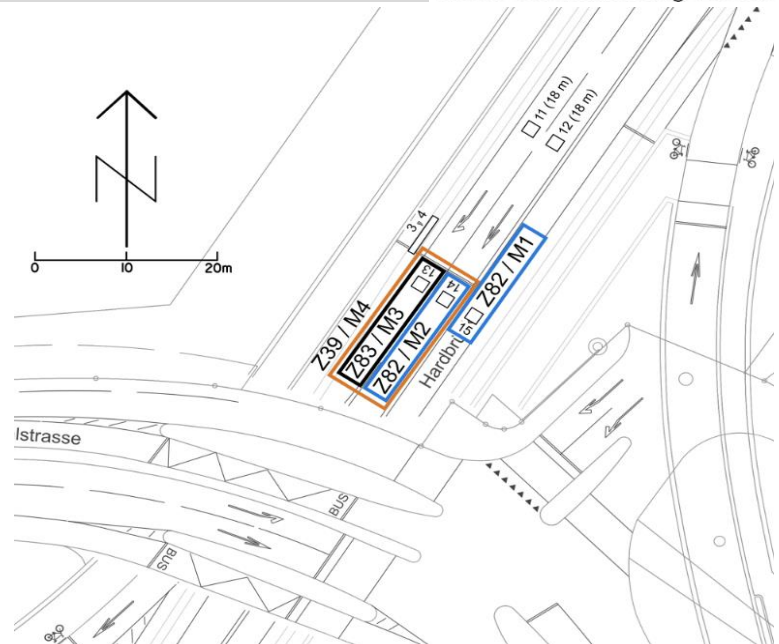 11 (18 m)
12 (18 m)
3, 4
13
14
Z39 / M4
Z83 / M3
Z82 / M2
Z82 / M1
15
Hardbru
0
10
20m
lstrasse
BUS
BUS